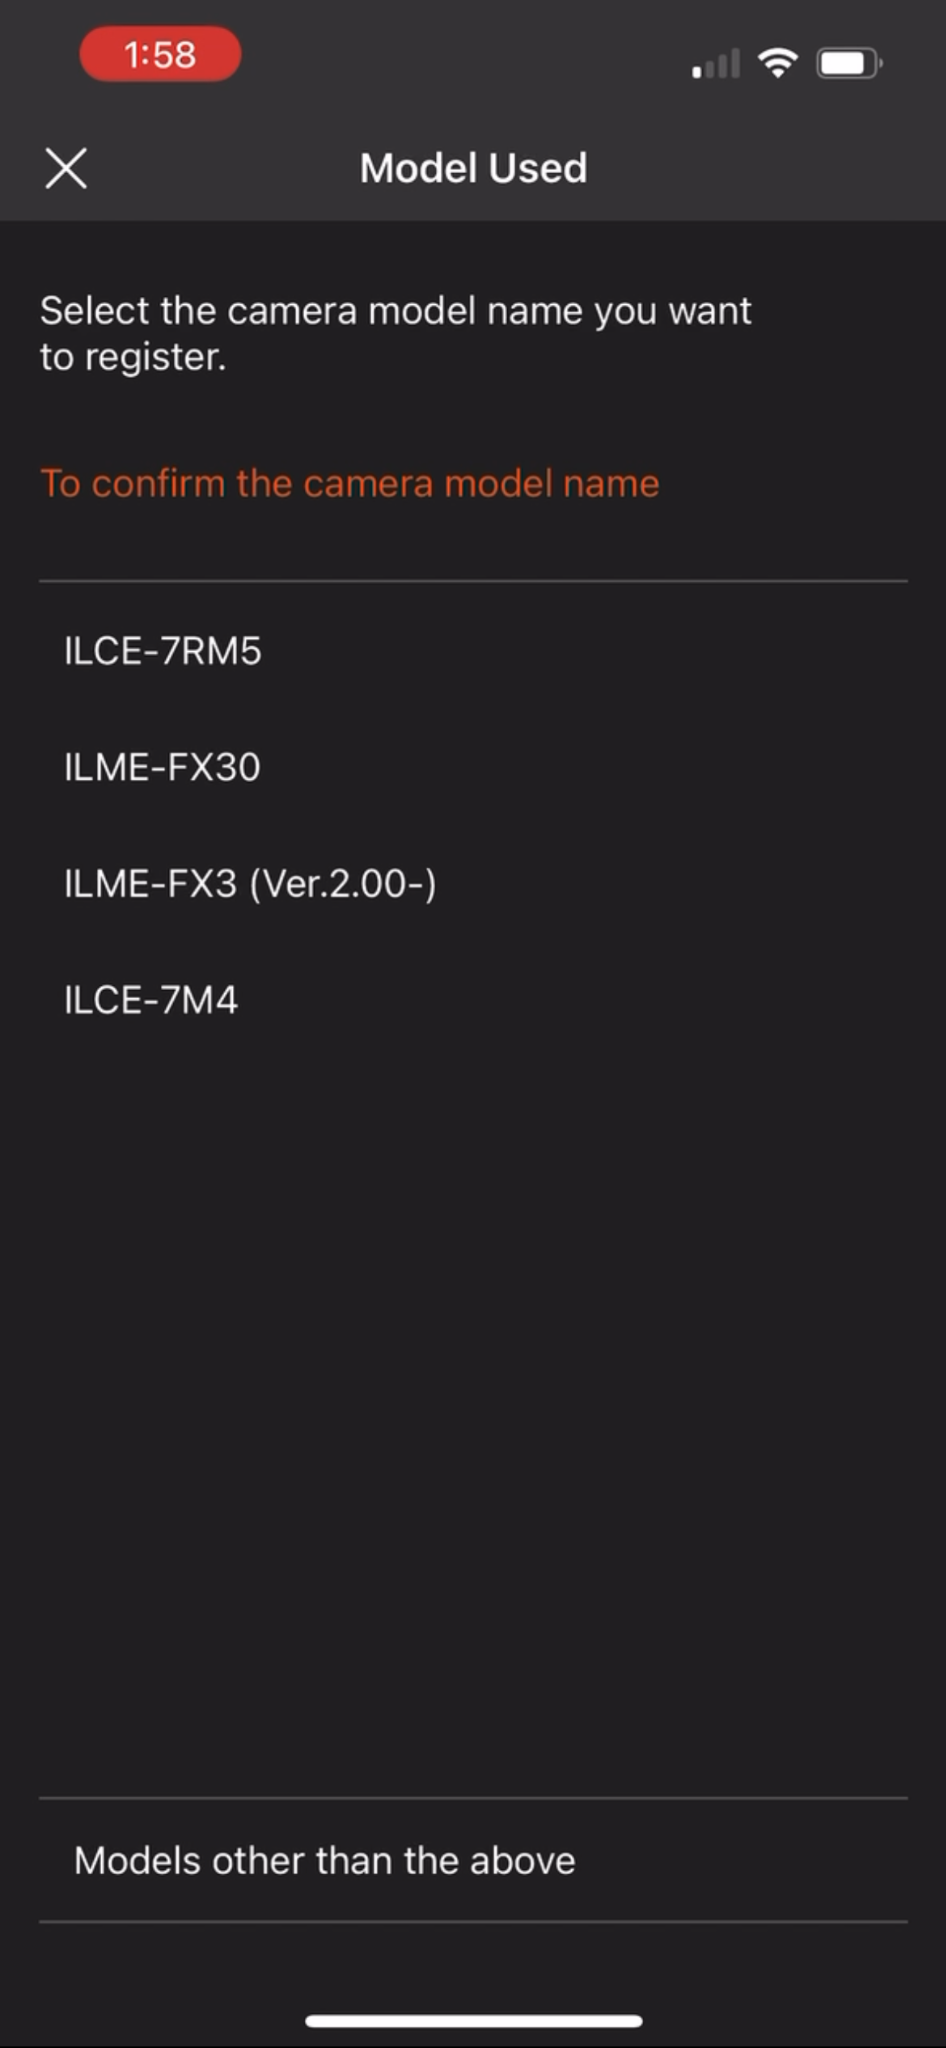 1:58
Model Used
Select the camera model name you want
to register.
To confirm the camera model name
ILCE-7RM5
ILME-FX30
ILME-FX3 (Ver.2.00-)
ILCE-7M4
Models other than the above